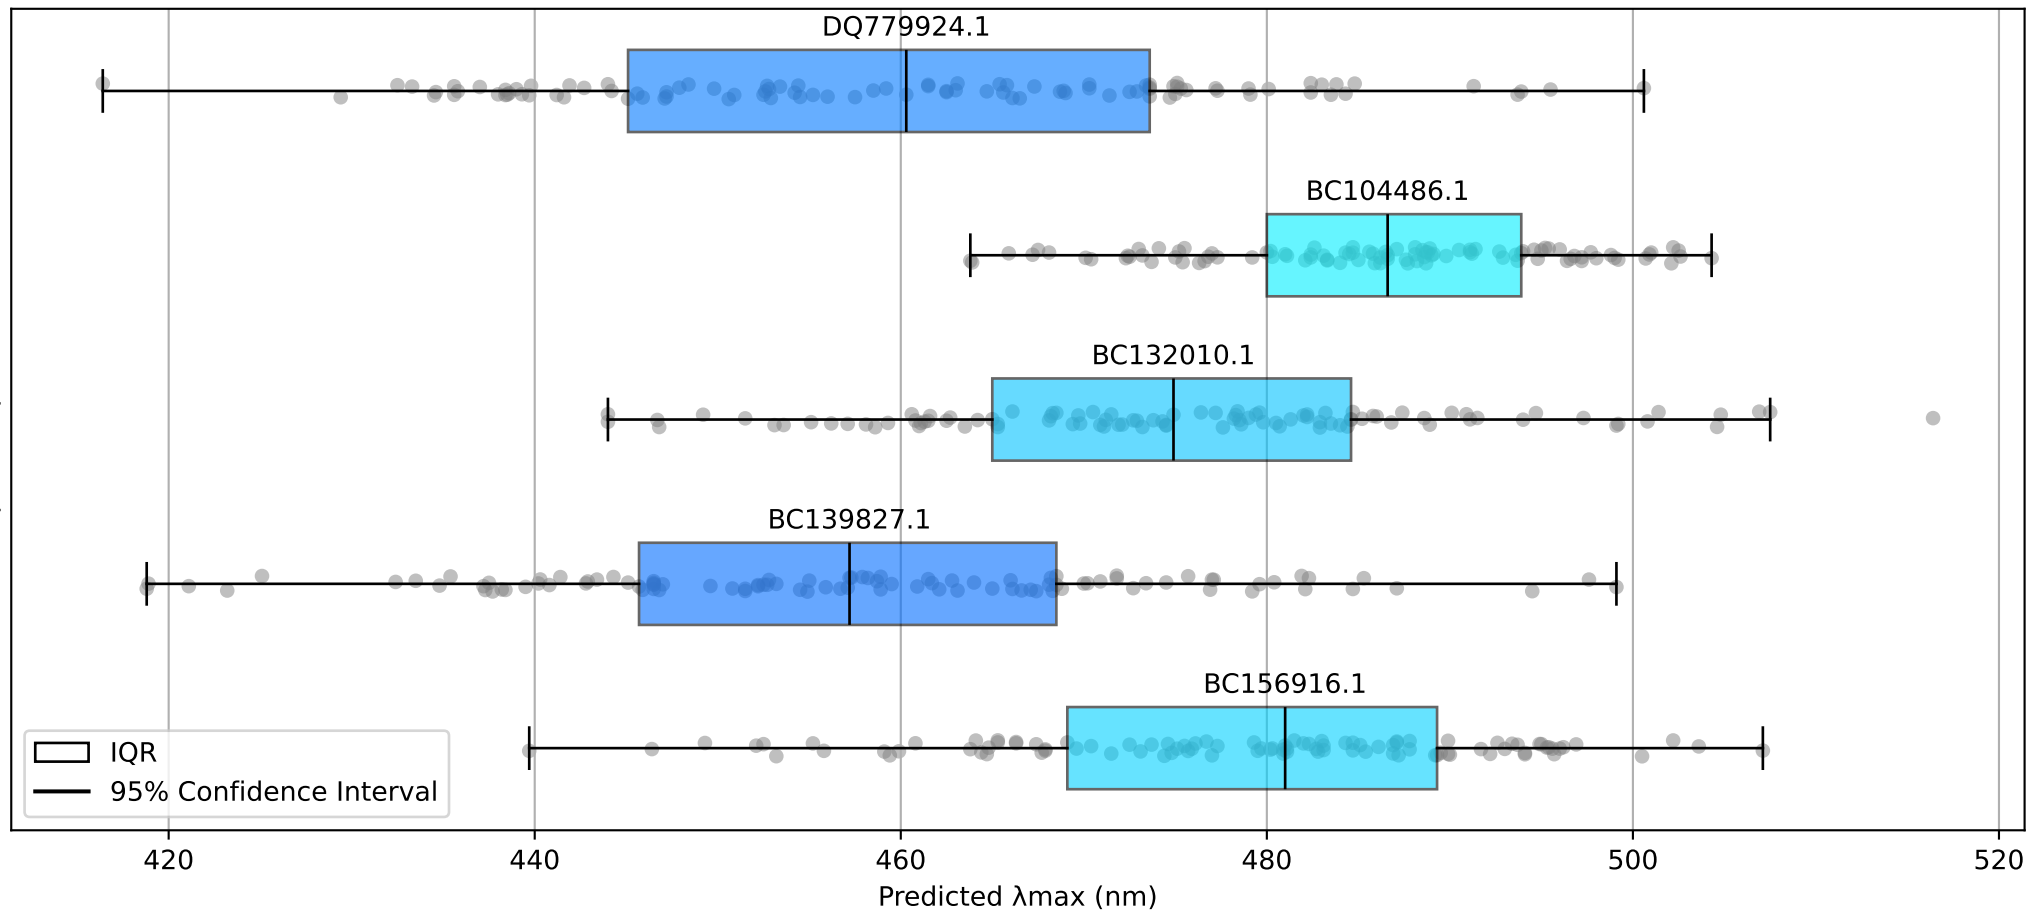 DQ779924.1
BC104486.1
BC132010.1
BC139827.1
BC156916.1
IQR
95% Confidence Interval
420 440 460 480 500 520
Predicted λmax (nm)